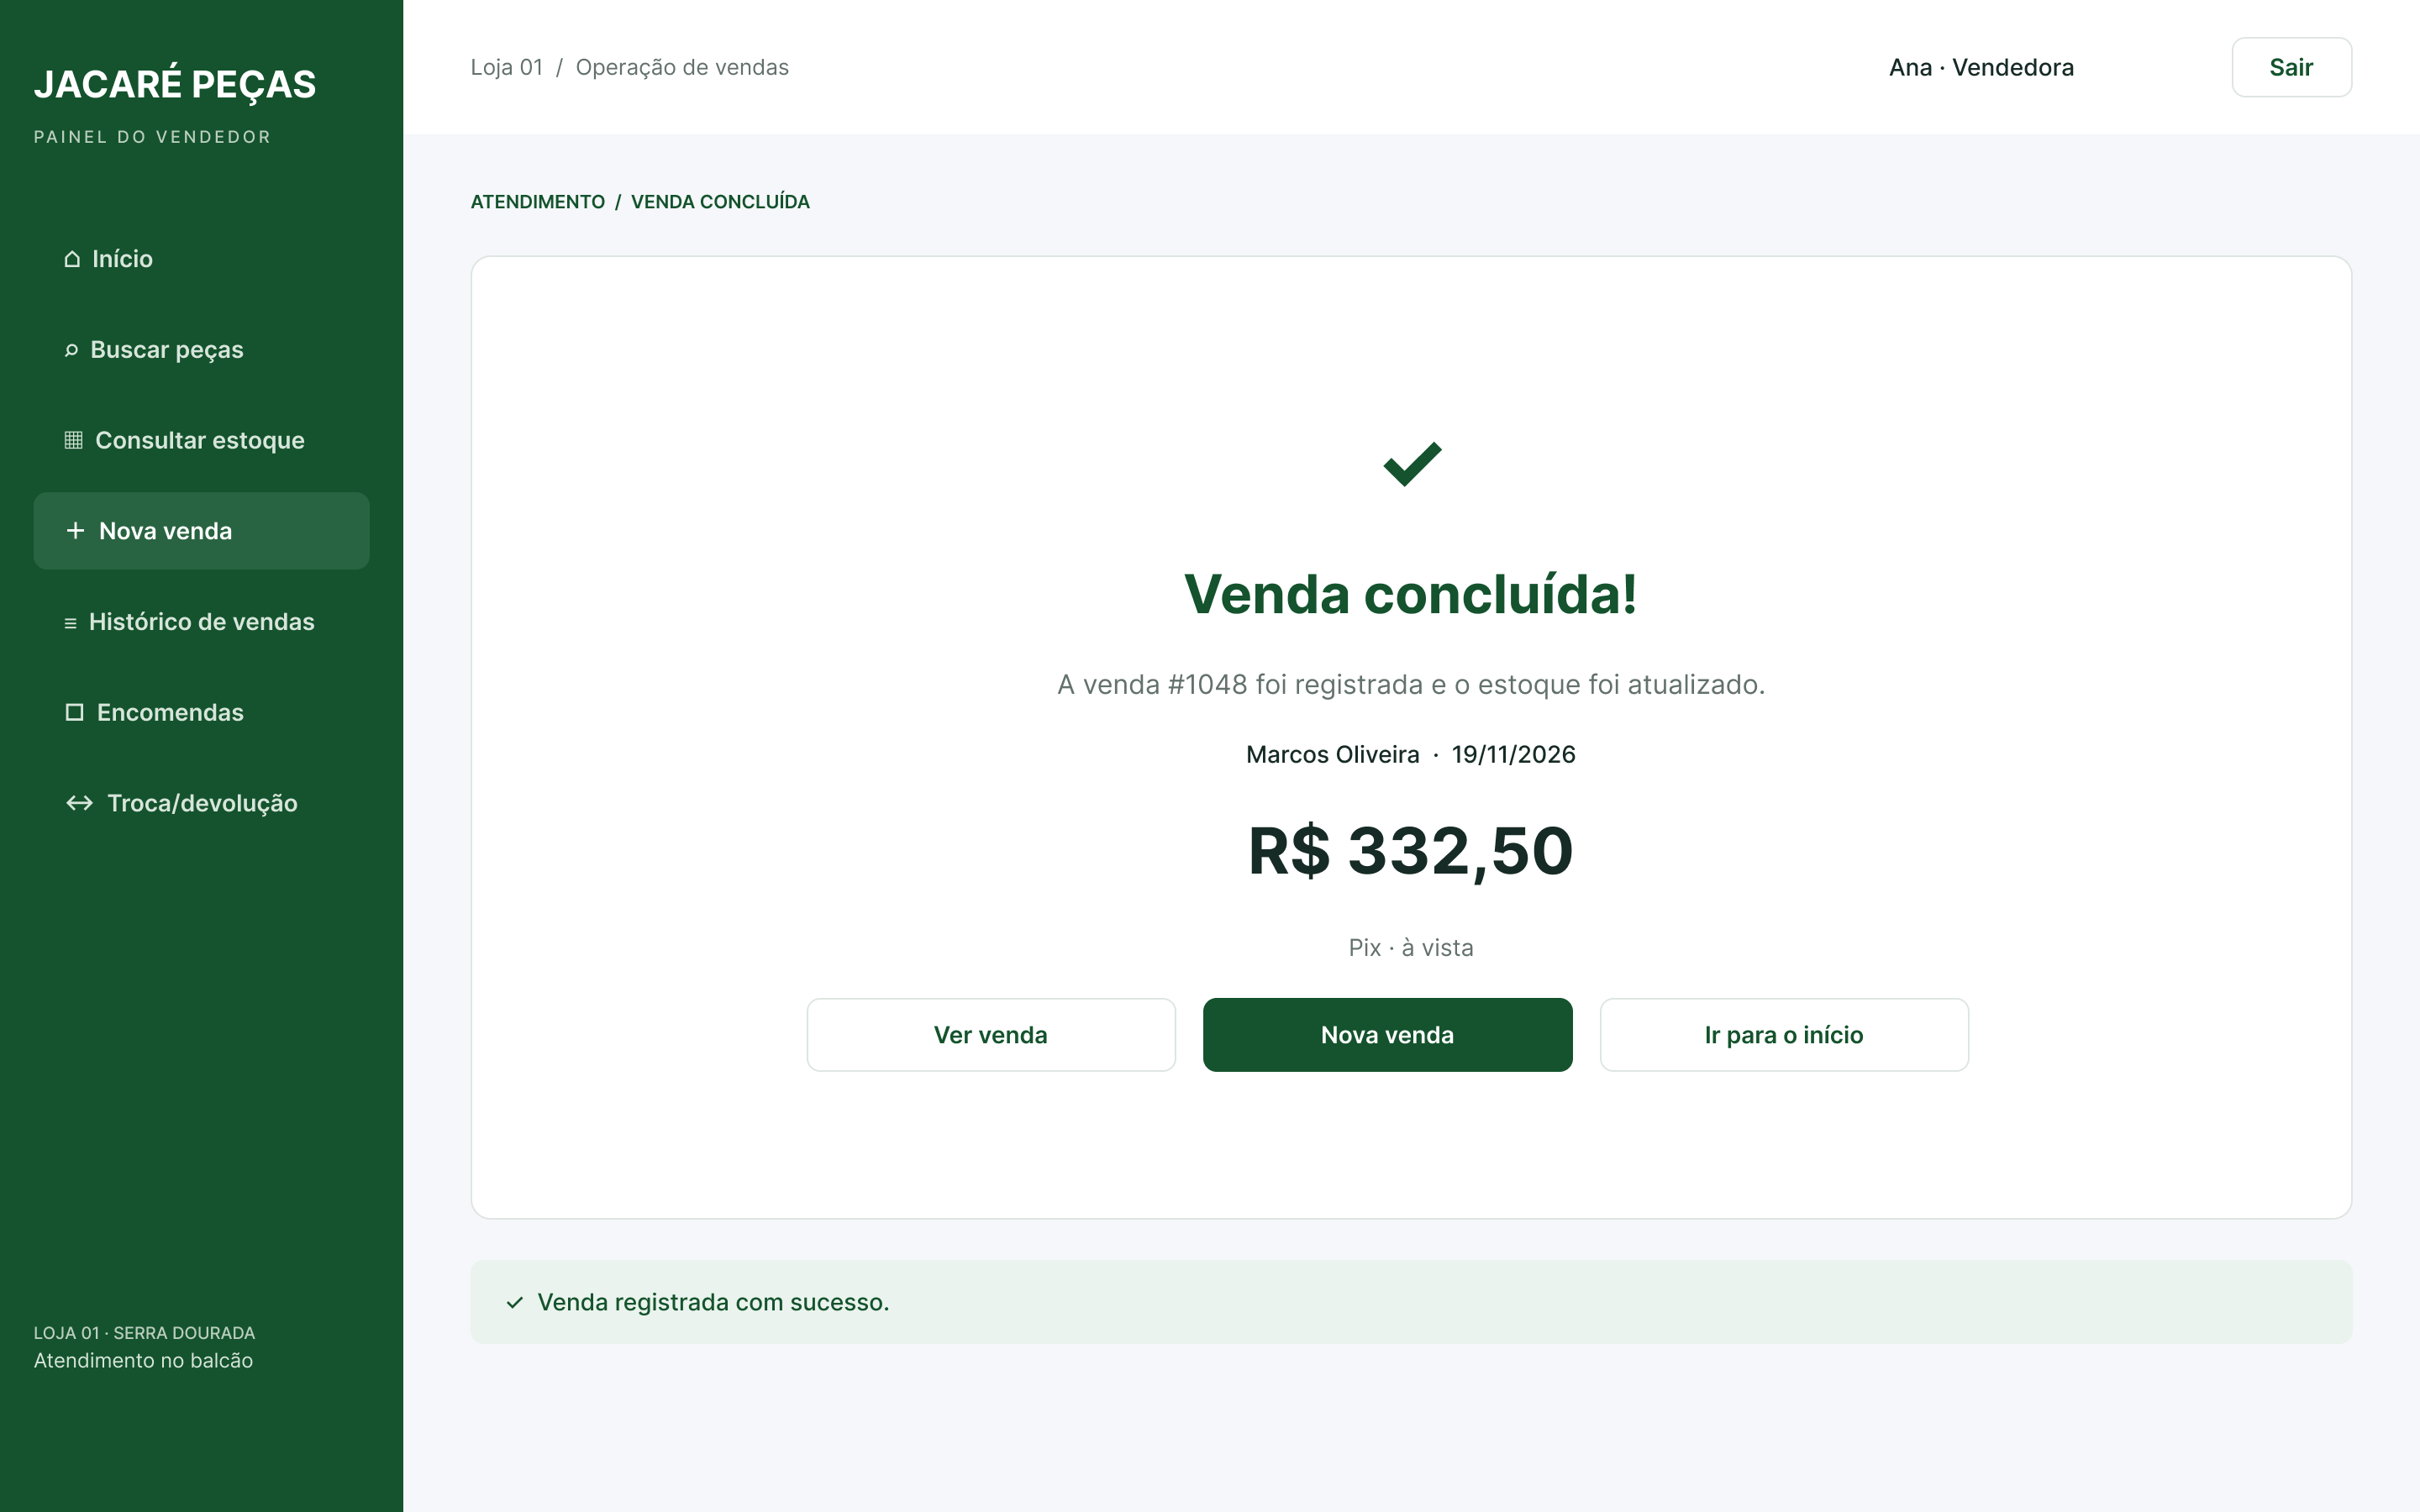 JACARÉ PEÇAS
PAINEL DO VENDEDOR
Início
Buscar peças
Consultar estoque
+ Nova venda
Histórico de vendas
Encomendas
Troca/devolução
LOJA 01 · SERRA DOURADA
Atendimento no balcão
Loja 01 / Operação de vendas
Ana · Vendedora
Sair
ATENDIMENTO / VENDA CONCLUÍDA
Venda concluída!
A venda #1048 foi registrada e o estoque foi atualizado.
Marcos Oliveira · 19/11/2026
R$ 332,50
Pix · à vista
Ver venda
Nova venda
Ir para o início
✓ Venda registrada com sucesso.